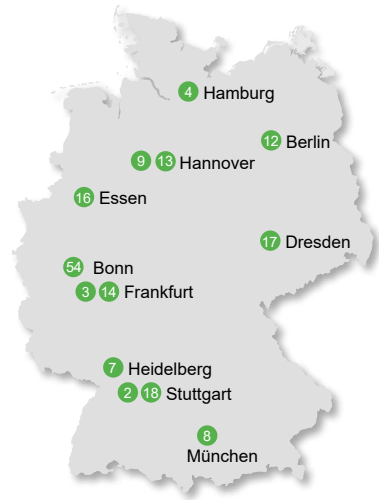 4 Hamburg
12 Berlin
9 13 Hannover
16 Essen
17 Dresden
54 Bonn
3 14 Frankfurt
7 Heidelberg
2 18 Stuttgart
8
München